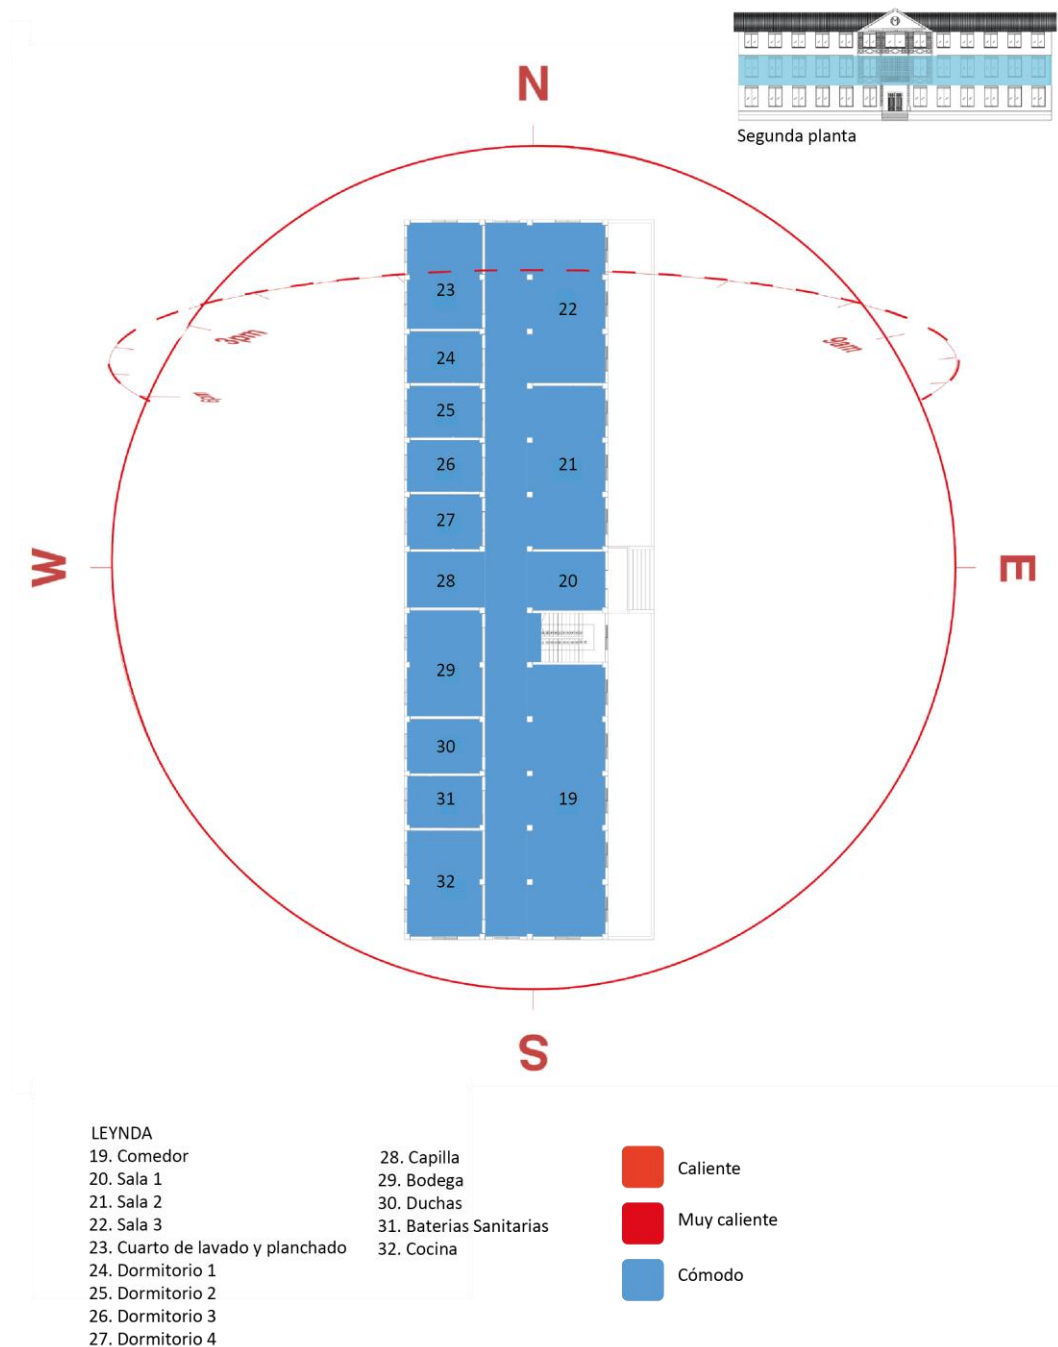 Segunda planta
N
23
22
3pm
9am
24
25
26
21
27
W
28
20
E
29
30
31
19
32
S
LEYNDA
19. Comedor
20. Sala 1
21. Sala 2
22. Sala 3
23. Cuarto de lavado y planchado
24. Dormitorio 1
25. Dormitorio 2
26. Dormitorio 3
27. Dormitorio 4
28. Capilla
29. Bodega
30. Duchas
31. Baterias Sanitarias
32. Cocina
Caliente
Muy caliente
Cómodo